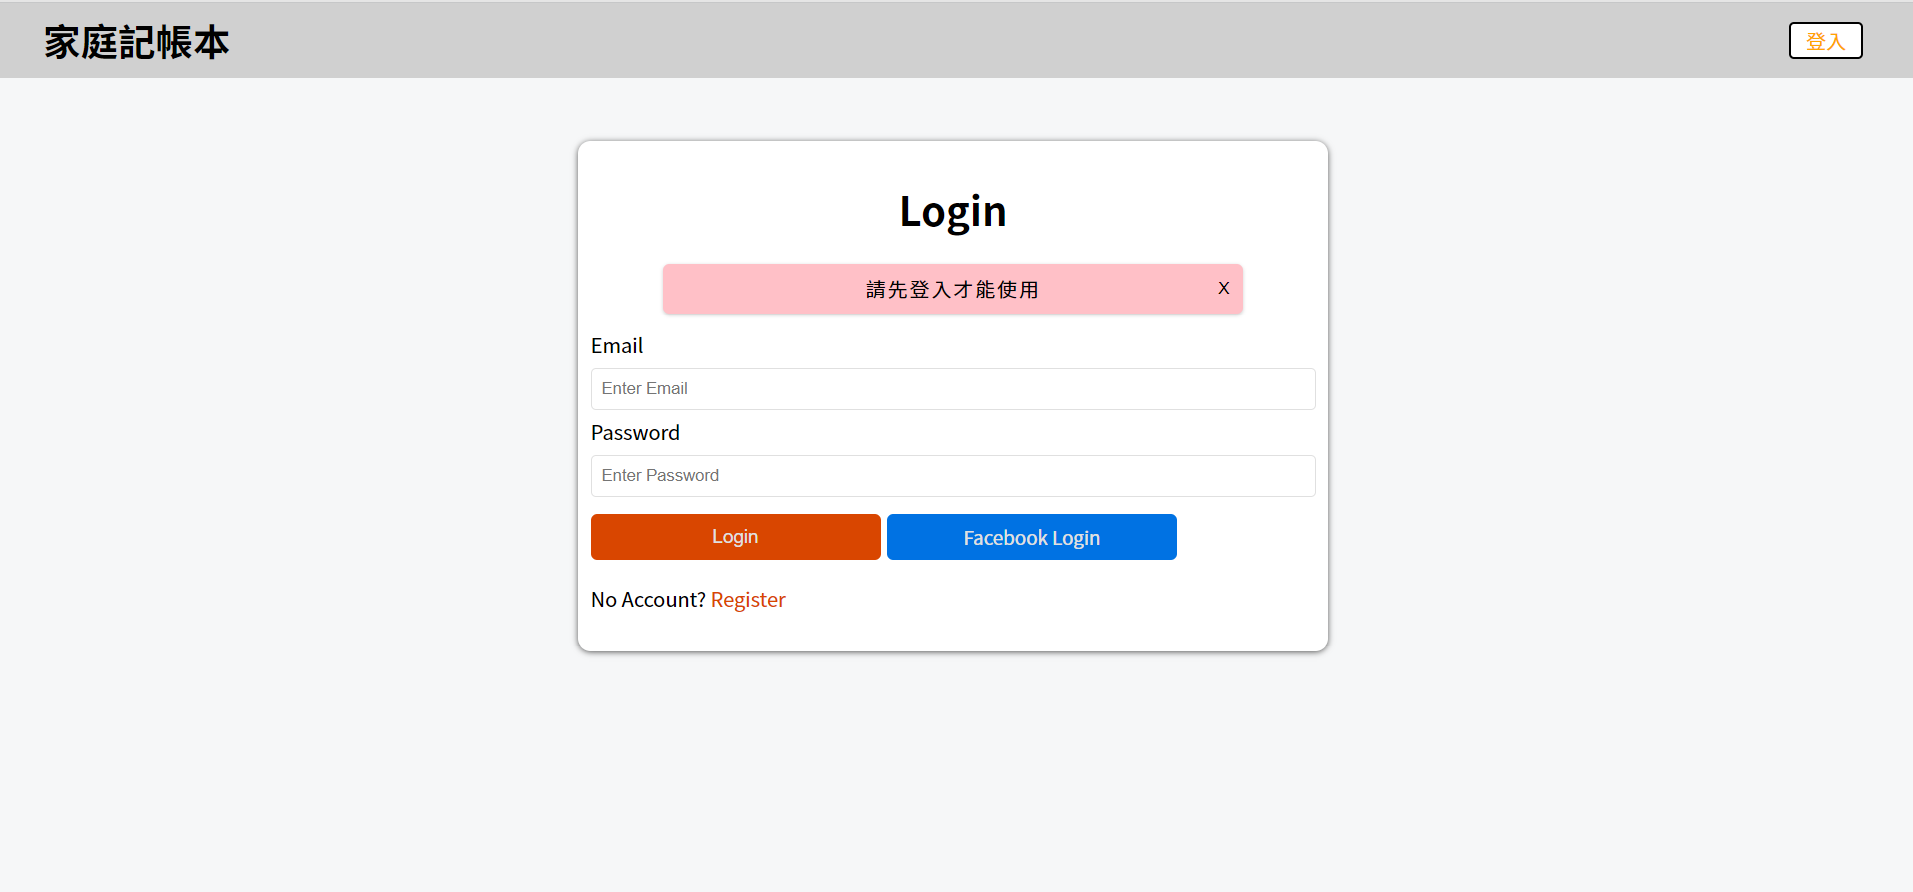 家庭記帳本
登入
Login
請先登入才能使用 X
Email
Enter Email
Password
Enter Password
Login Facebook Login
No Account? Register